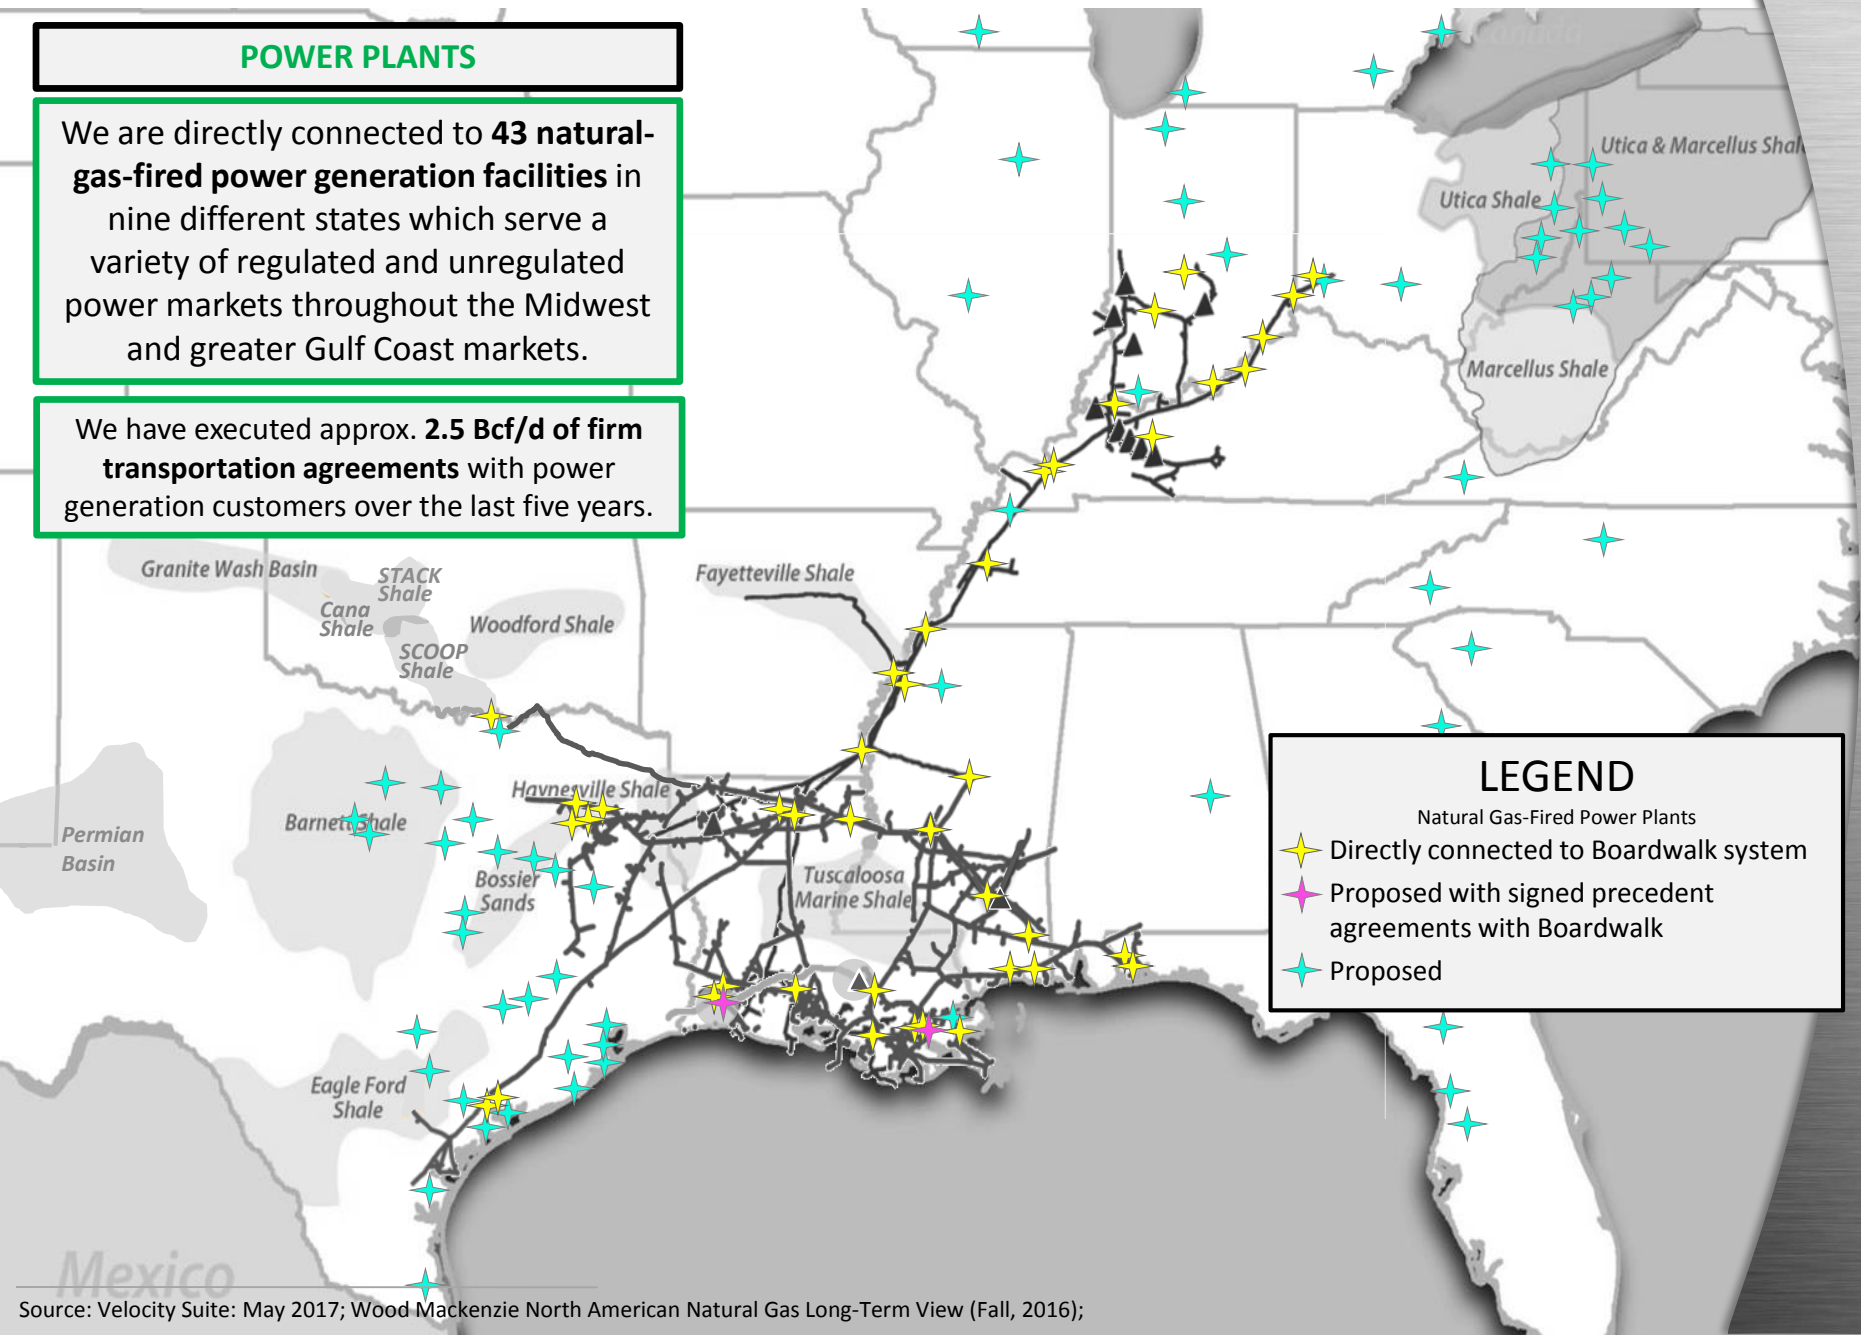 POWER PLANTS
We are directly connected to 43 natural-
gas-fired power generation facilities in
nine different states which serve a
variety of regulated and unregulated
power markets throughout the Midwest
and greater Gulf Coast markets.
We have executed approx. 2.5 Bcf/d of firm
transportation agreements with power
generation customers over the last five years.
Canada
Utica & Marcellus Shale
Utica Shale
Marcellus Shale
Granite Wash Basin
STACK
Shale
Cana
Shale
Woodford Shale
SCOOP
Shale
Fayetteville Shale
Haynesville Shale
Barnett Shale
Permian
Basin
Bossier
Sands
Tuscaloosa
Marine Shale
Eagle Ford
Shale
Mexico
LEGEND
Natural Gas-Fired Power Plants
Directly connected to Boardwalk system
Proposed with signed precedent
agreements with Boardwalk
Proposed
Source: Velocity Suite: May 2017; Wood Mackenzie North American Natural Gas Long-Term View (Fall, 2016);